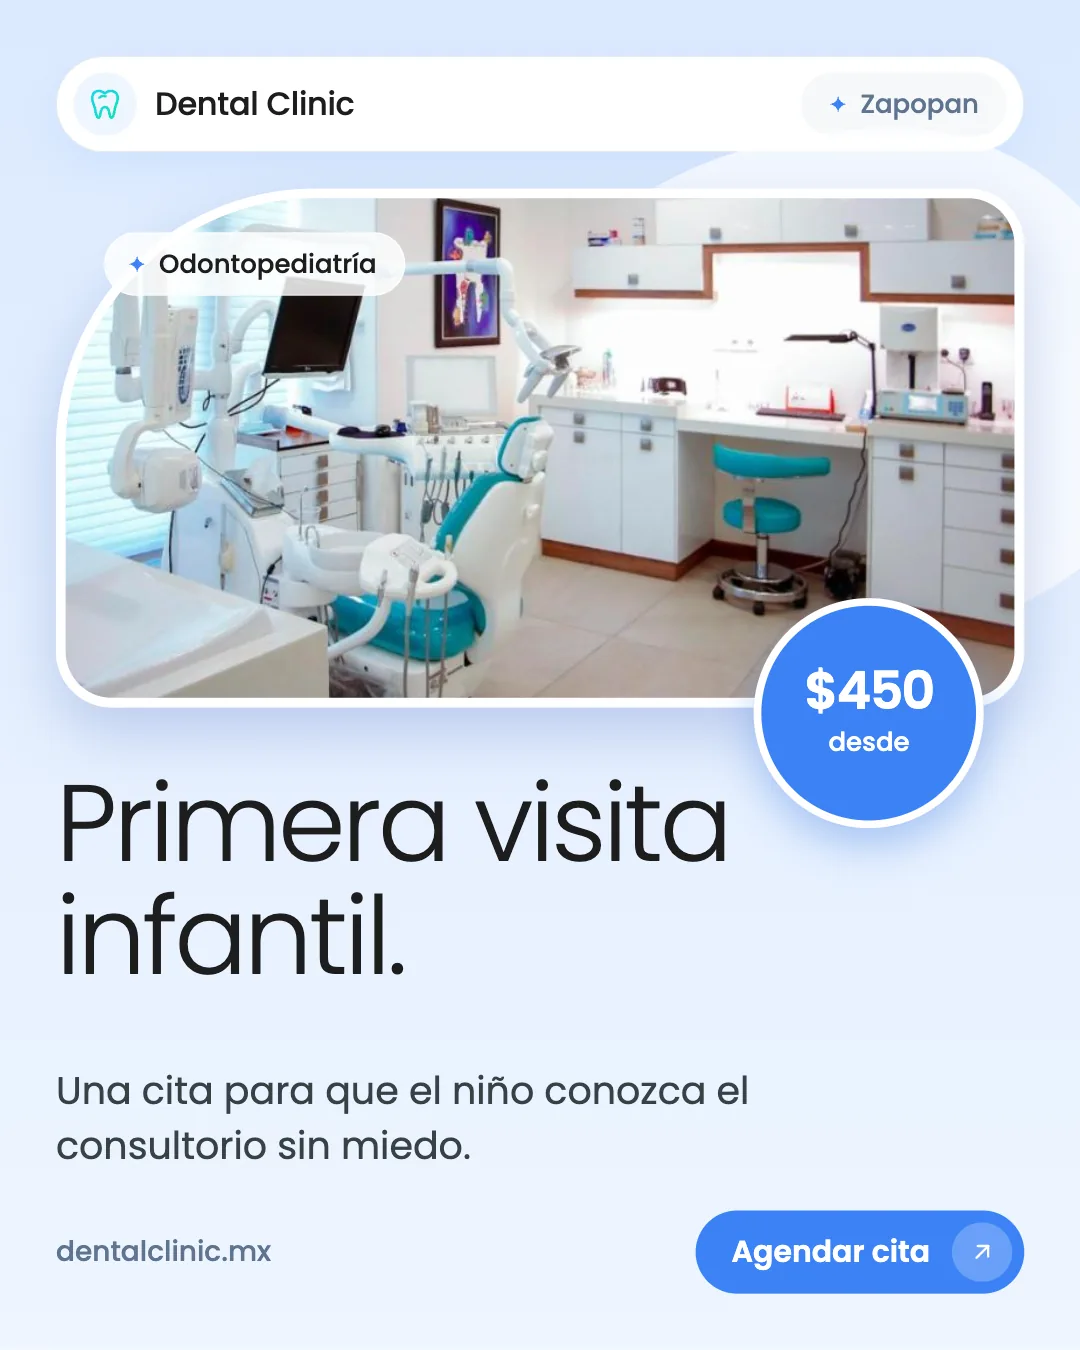 Dental Clinic
Zapopan
Odontopediatría
$450
desde
Primera visita
infantil.
Una cita para que el niño conozca el
consultorio sin miedo.
dentalclinic.mx
Agendar cita